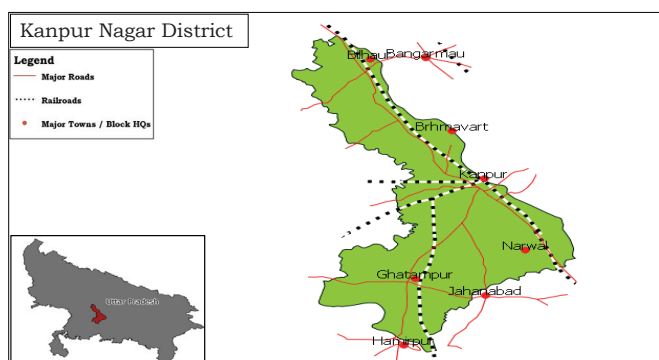 Kanpur Nagar District
Legend
Major Roads
Railroads
Major Towns / Block HQs
Bilhaur
Bangarmau
Brhmavart
Kanpur
Narwal
Ghatampur
Jahanabad
Hamirpur
Uttar Pradesh